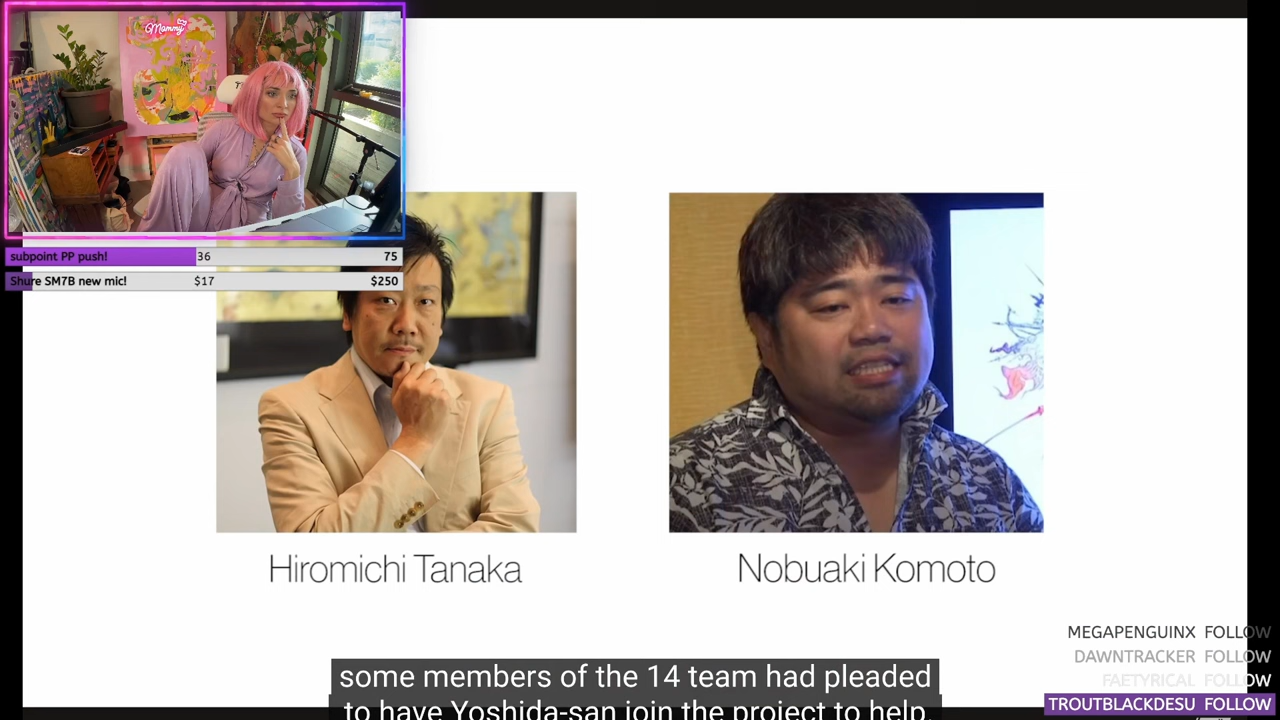 Mommy
subpoint PP push! 36 75
Shure SM7B new mic! $17 $250
Hiromichi Tanaka
Nobuaki Komoto
some members of the 14 team had pleaded
to have Yoshida-san join the project to help.
MEGAPENGUINX FOLLOW
DAWNTRACKER FOLLOW
FAETYRICAL FOLLOW
TROUTBLACKDESU FOLLOW